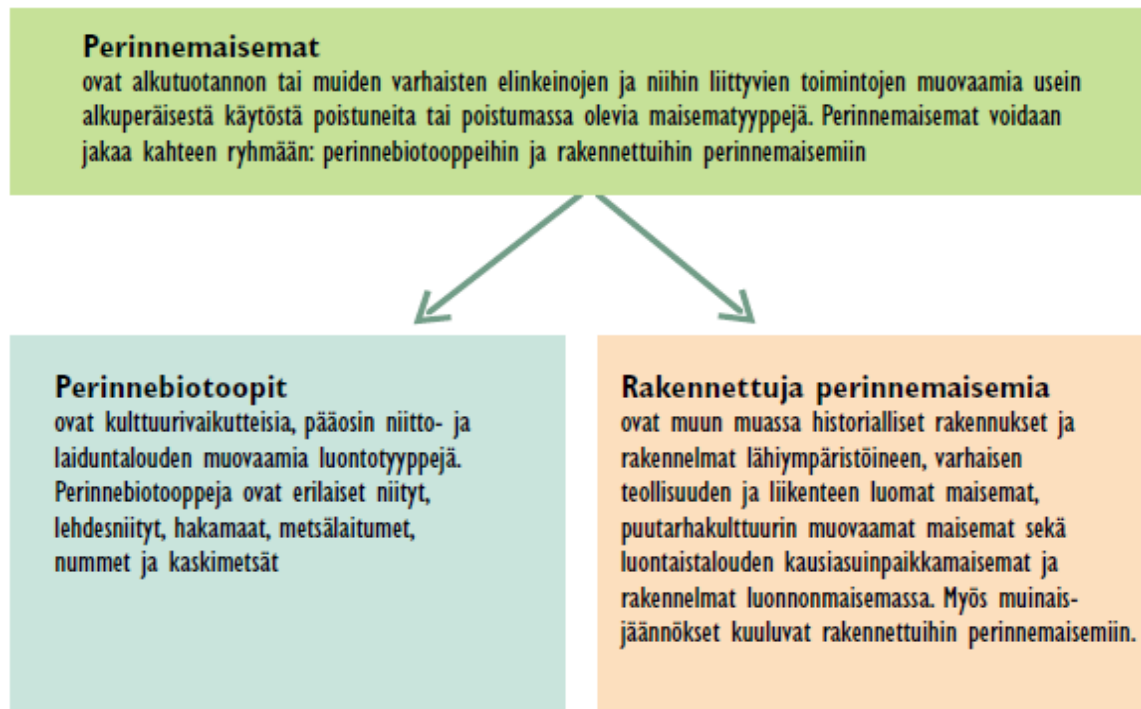 Perinnemaisemat
ovat alkutuotannon tai muiden varhaisten elinkeinojen ja niihin liittyvien toimintojen muovaamia usein
alkuperäisestä käytöstä poistuneita tai poistumassa olevia maisematyyppejä. Perinnemaisemat voidaan
jakaa kahteen ryhmään: perinnebiotooppeihin ja rakennettuihin perinnemaisemiin
Perinnebiotoopit
ovat kulttuurivaikutteisia, pääosin niitto- ja
laiduntalouden muovaamia luontotyyppejä.
Perinnebiotooppeja ovat erilaiset niityt,
lehdesniityt, hakamaat, metsälaitumet,
nummet ja kaskimetsät
Rakennettuja perinnemaisemia
ovat muun muassa historialliset rakennukset ja
rakennelmat lähiympäristöineen, varhaisen
teollisuuden ja liikenteen luomat maisemat,
puutarhakulttuurin muovaamat maisemat sekä
luontaistalouden kausiasuinpaikkamaisemat ja
rakennelmat luonnonmaisemassa. Myös muinais-
jäännökset kuuluvat rakennettuihin perinnemaisemiin.